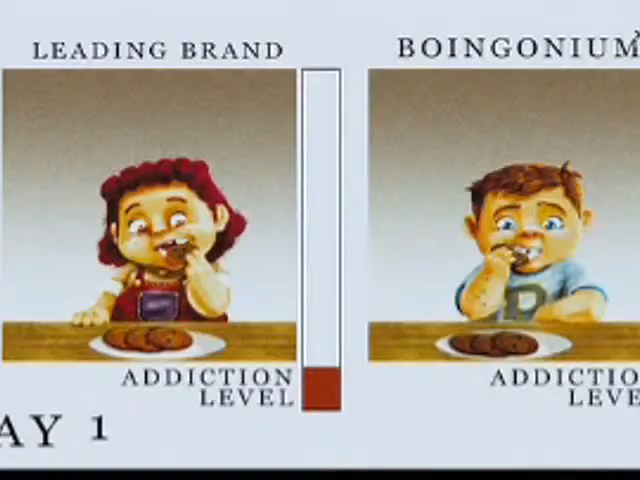 LEADING BRAND
BOINGONIUM
ADDICTION
LEVEL
ADDICTIO
LEVE
AY 1